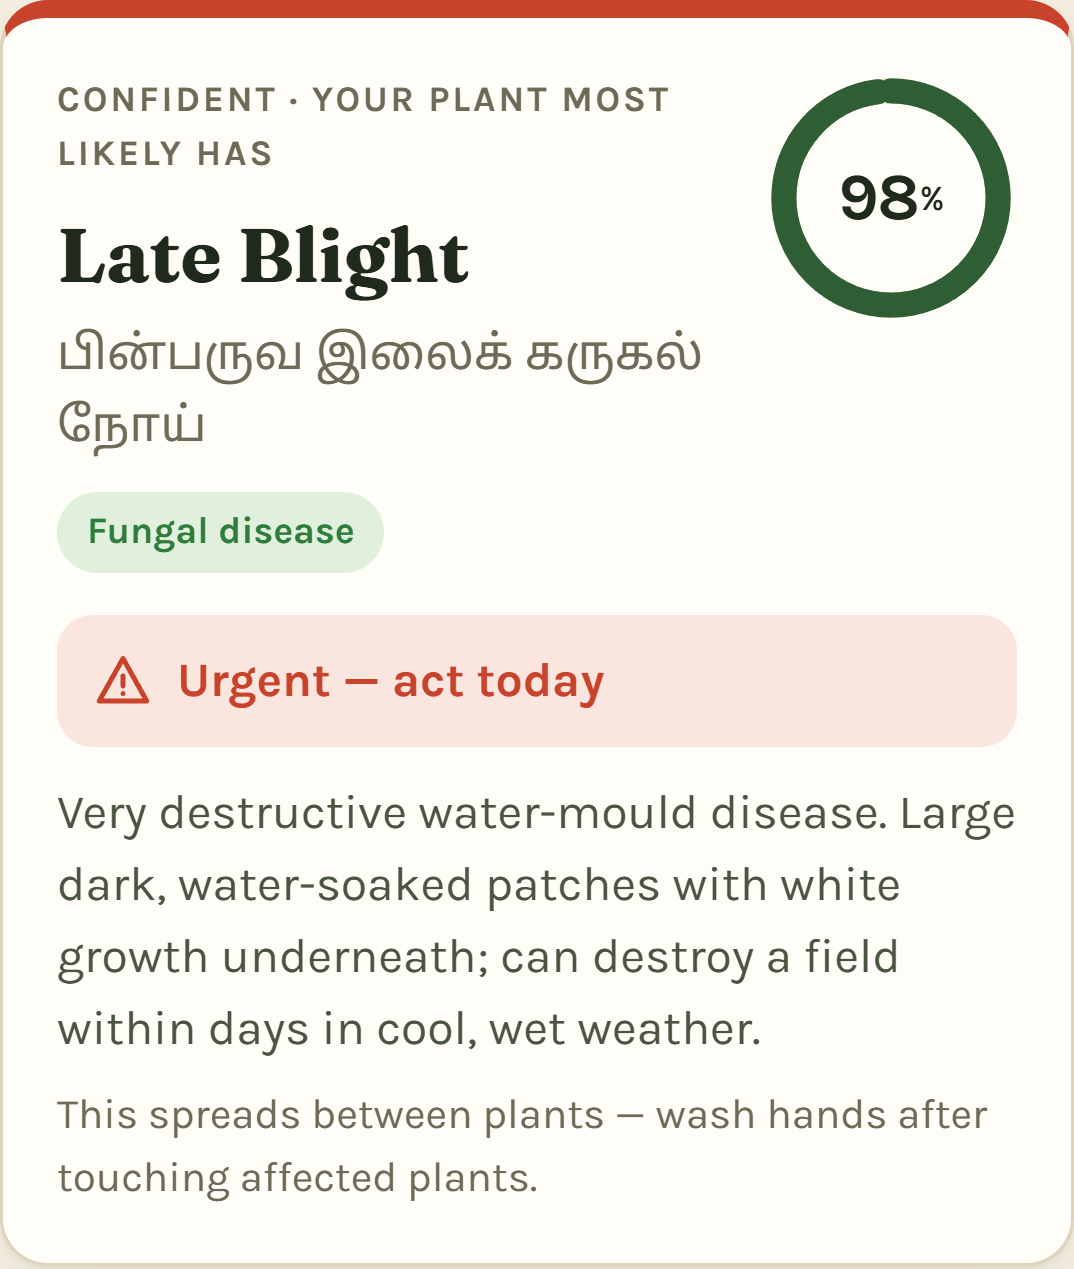 CONFIDENT · YOUR PLANT MOST
LIKELY HAS
98%
Late Blight
பின்பருவ இலைக் கருகல்
நோய்
Fungal disease
Urgent — act today
Very destructive water-mould disease. Large
dark, water-soaked patches with white
growth underneath; can destroy a field
within days in cool, wet weather.
This spreads between plants — wash hands after
touching affected plants.